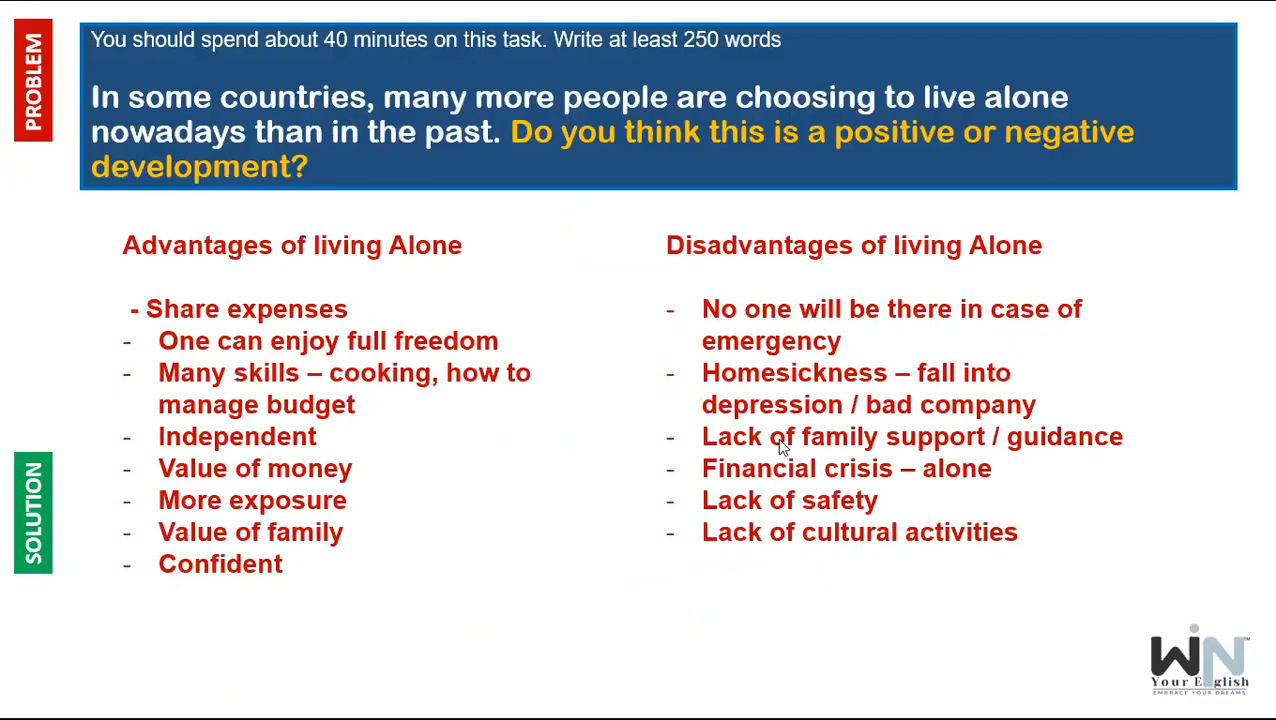 PROBLEM
You should spend about 40 minutes on this task. Write at least 250 words
In some countries, many more people are choosing to live alone
nowadays than in the past. Do you think this is a positive or negative
development?
Advantages of living Alone
- Share expenses
- One can enjoy full freedom
- Many skills – cooking, how to
manage budget
- Independent
- Value of money
- More exposure
- Value of family
- Confident
Disadvantages of living Alone
- No one will be there in case of
emergency
- Homesickness – fall into
depression / bad company
- Lack of family support / guidance
- Financial crisis – alone
- Lack of safety
- Lack of cultural activities
SOLUTION
WiN™
Your English
EMBRACE YOUR DREAMS